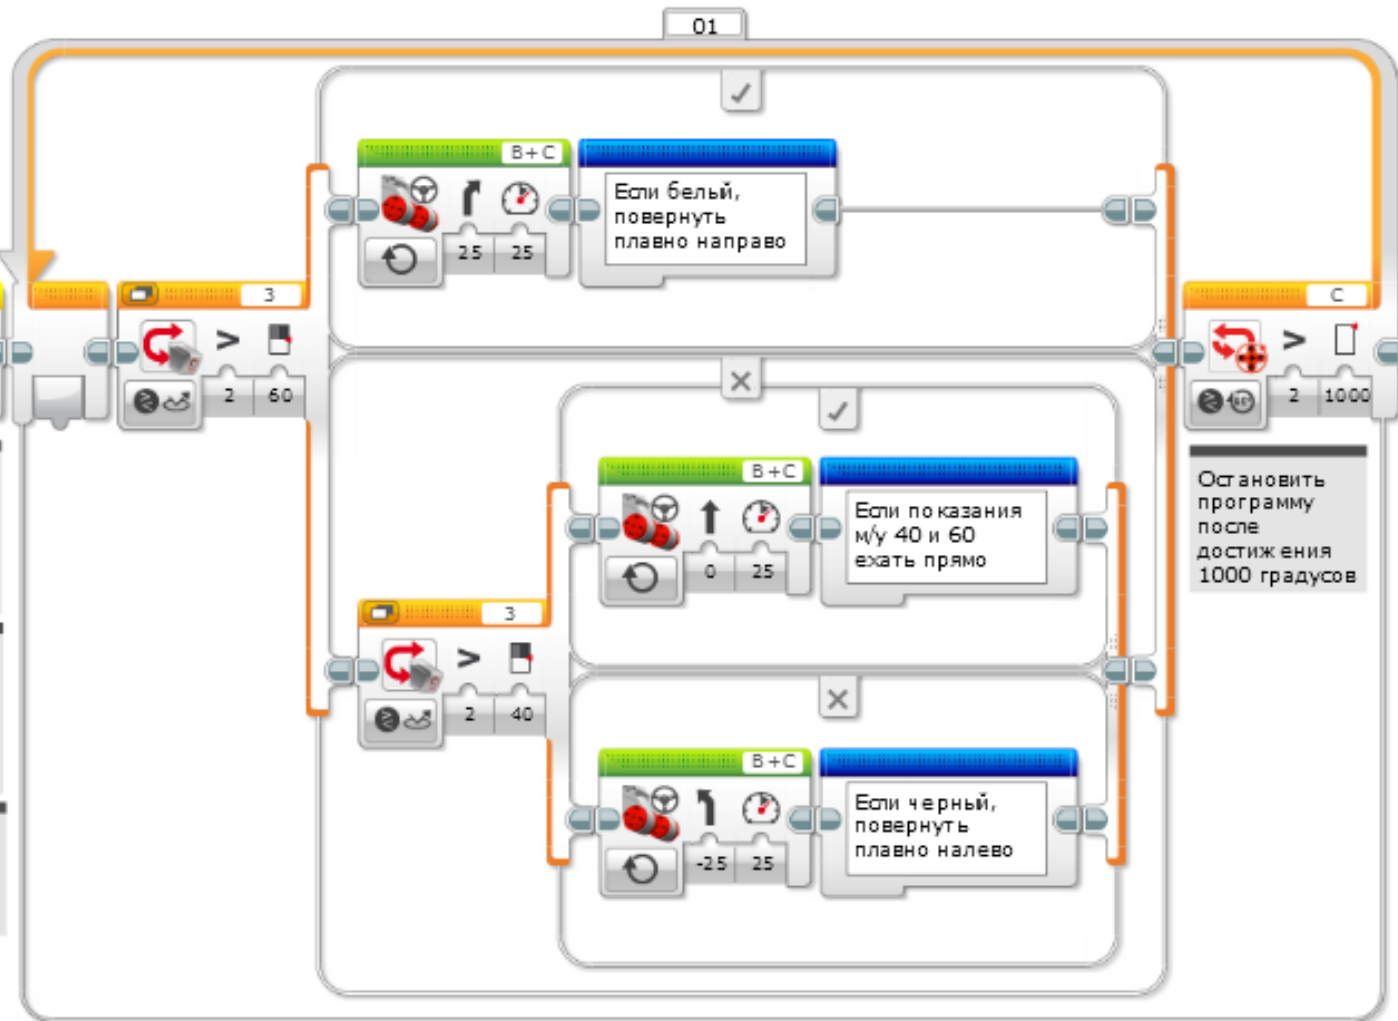 01
B+C
25 25
Если белый,
повернуть
плавно направо
3
> 
2 60
C
>
2 1000
Остановить
программу
после
достижения
1000 градусов
B+C
0 25
Если показания
м/у 40 и 60
ехать прямо
3
>
2 40
B+C
-25 25
Если черный,
повернуть
плавно налево